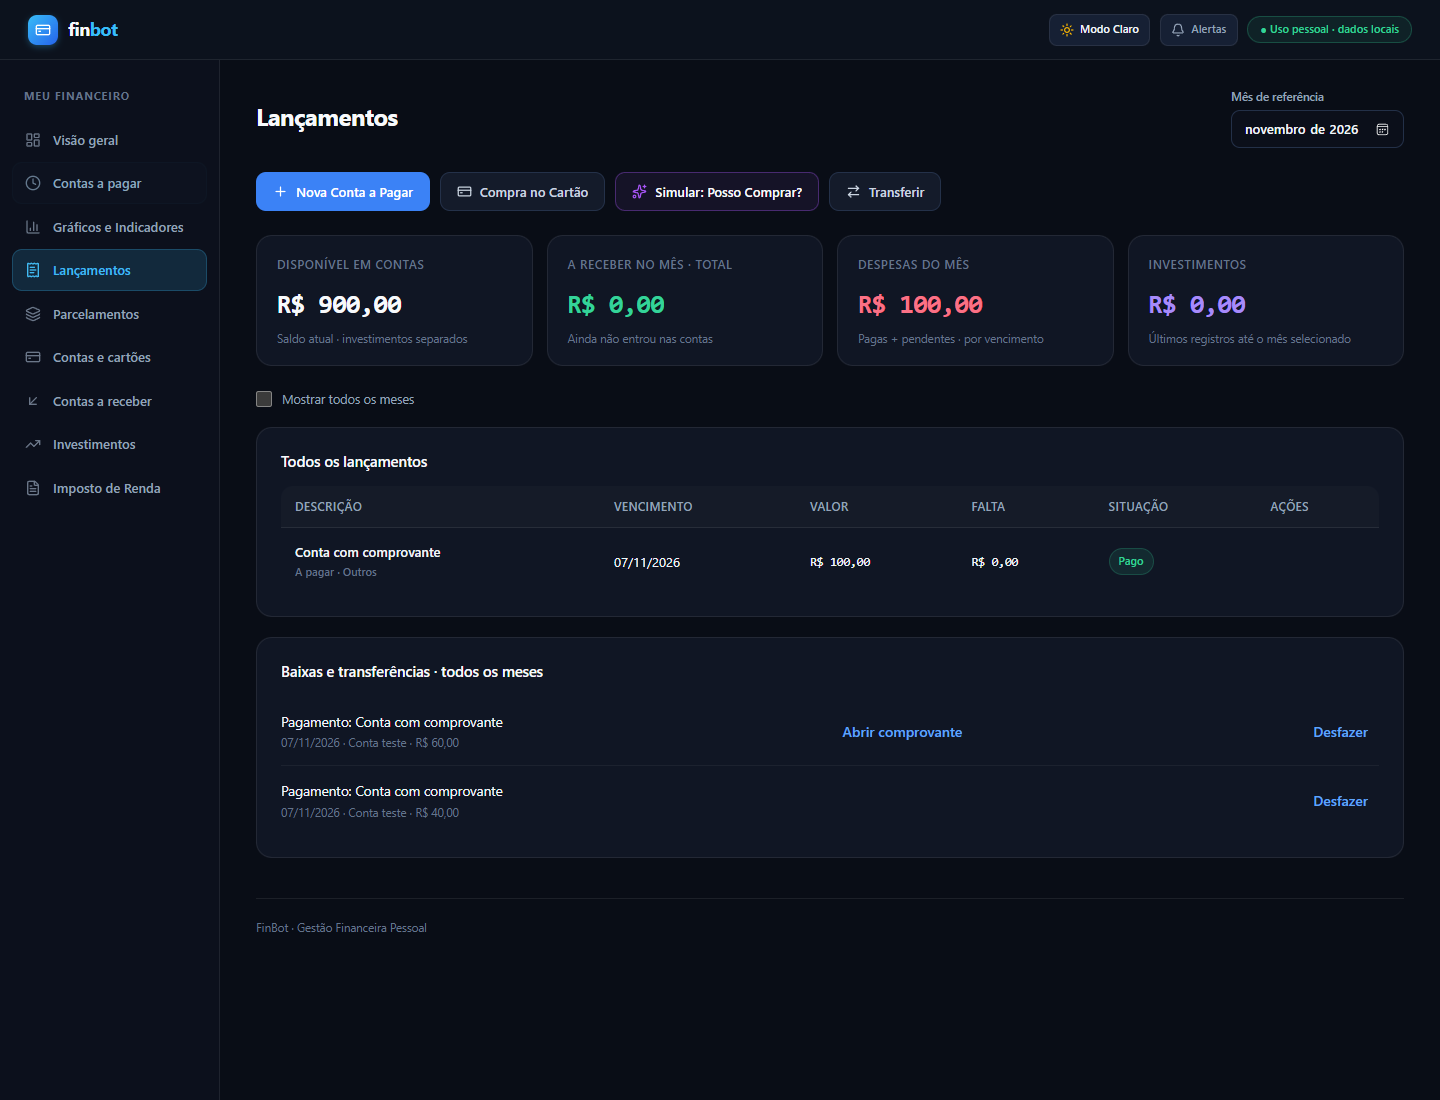 finbot
Modo Claro
Alertas
Uso pessoal · dados locais
MEU FINANCEIRO
Visão geral
Contas a pagar
Gráficos e Indicadores
Lançamentos
Parcelamentos
Contas e cartões
Contas a receber
Investimentos
Imposto de Renda
Lançamentos
Mês de referência
novembro de 2026
Nova Conta a Pagar
Compra no Cartão
Simular: Posso Comprar?
Transferir
DISPONÍVEL EM CONTAS
R$ 900,00
Saldo atual · investimentos separados
A RECEBER NO MÊS · TOTAL
R$ 0,00
Ainda não entrou nas contas
DESPESAS DO MÊS
R$ 100,00
Pagas + pendentes · por vencimento
INVESTIMENTOS
R$ 0,00
Últimos registros até o mês selecionado
Mostrar todos os meses
Todos os lançamentos
DESCRIÇÃO VENCIMENTO VALOR FALTA SITUAÇÃO AÇÕES
Conta com comprovante
A pagar · Outros
07/11/2026 R$ 100,00 R$ 0,00 Pago
Baixas e transferências · todos os meses
Pagamento: Conta com comprovante
07/11/2026 · Conta teste · R$ 60,00
Abrir comprovante
Desfazer
Pagamento: Conta com comprovante
07/11/2026 · Conta teste · R$ 40,00
Desfazer
FinBot · Gestão Financeira Pessoal